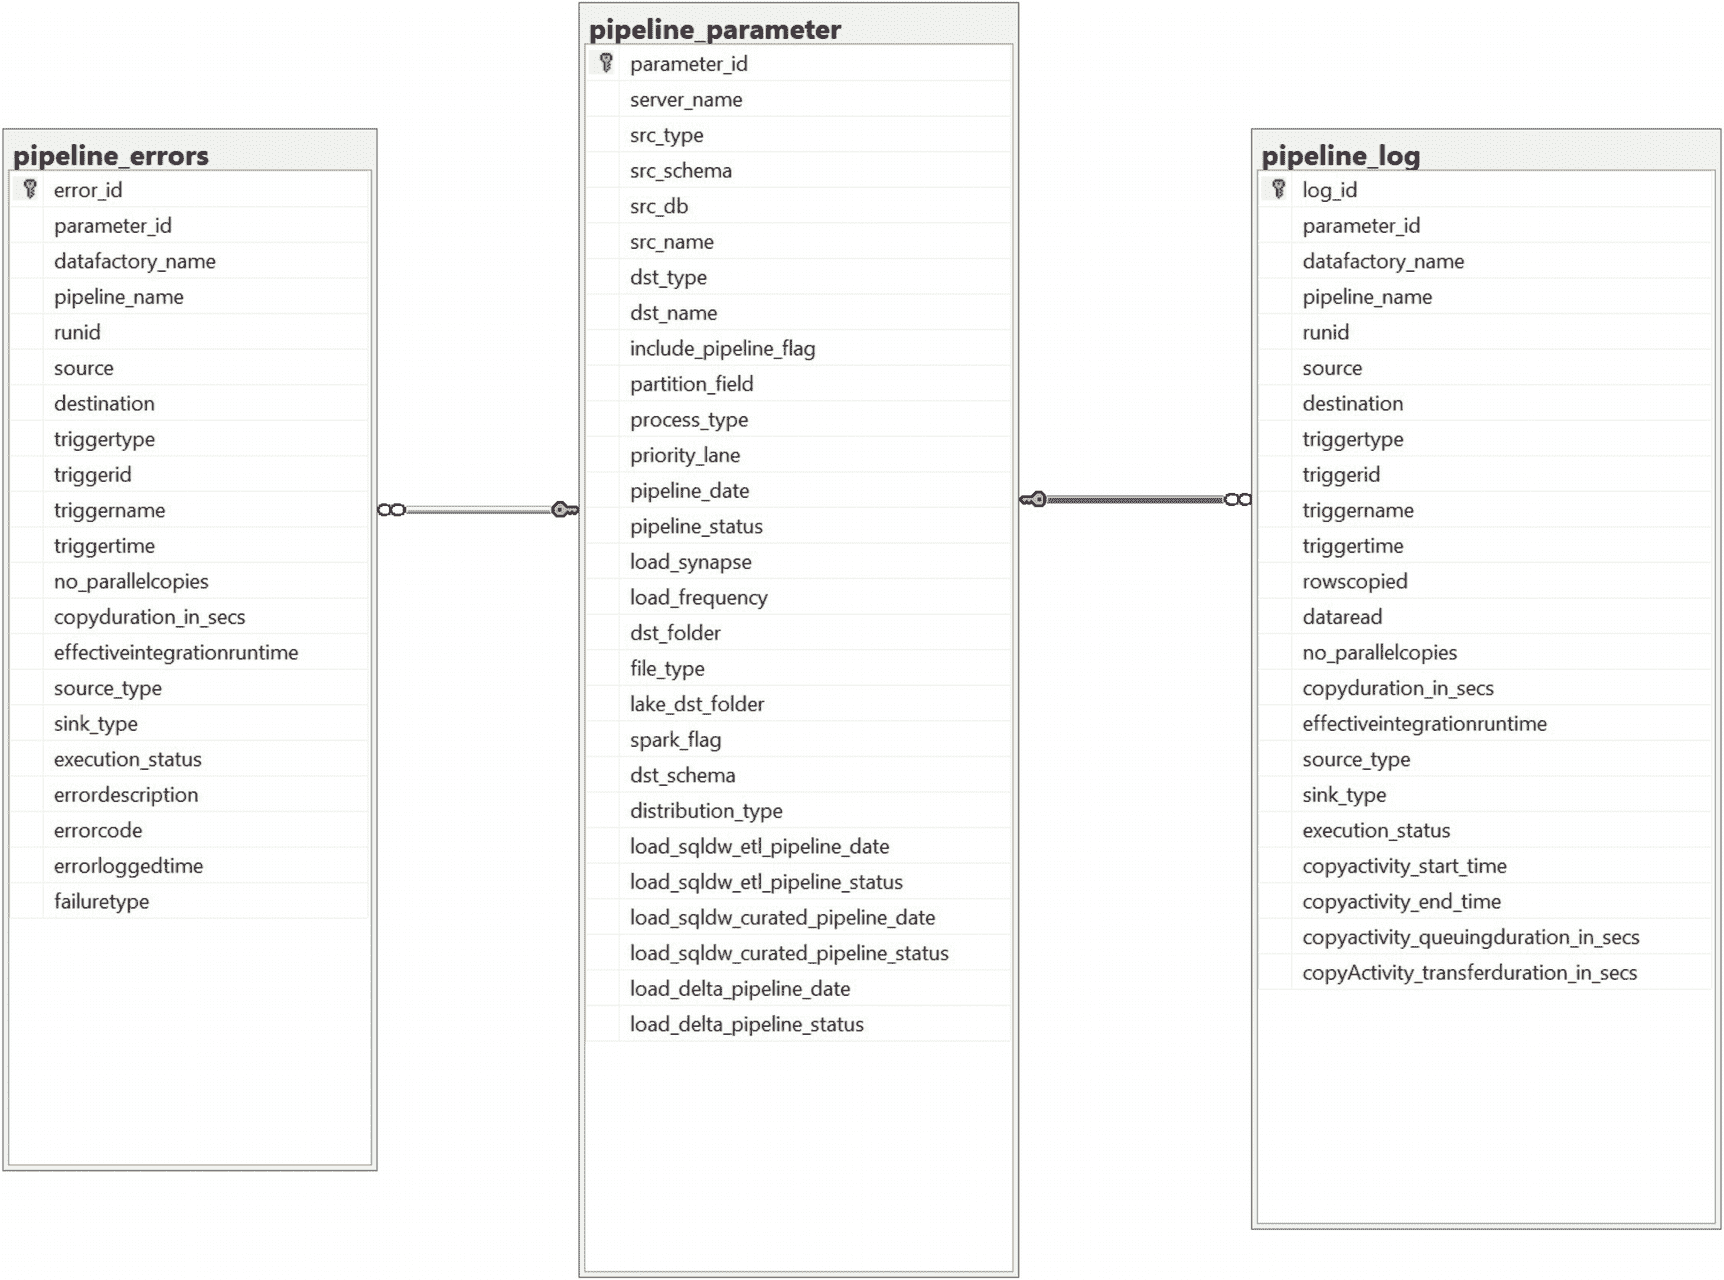 pipeline_errors
error_id
parameter_id
datafactory_name
pipeline_name
runid
source
destination
triggertype
triggerid
triggername
triggertime
no_parallelcopies
copyduration_in_secs
effectiveintegrationruntime
source_type
sink_type
execution_status
errordescription
errorcode
errorloggedtime
failuretype
pipeline_parameter
parameter_id
server_name
src_type
src_schema
src_db
src_name
dst_type
dst_name
include_pipeline_flag
partition_field
process_type
priority_lane
pipeline_date
pipeline_status
load_synapse
load_frequency
dst_folder
file_type
lake_dst_folder
spark_flag
dst_schema
distribution_type
load_sqldw_etl_pipeline_date
load_sqldw_etl_pipeline_status
load_sqldw_curated_pipeline_date
load_sqldw_curated_pipeline_status
load_delta_pipeline_date
load_delta_pipeline_status
pipeline_log
log_id
parameter_id
datafactory_name
pipeline_name
runid
source
destination
triggertype
triggerid
triggername
triggertime
rowscopied
dataread
no_parallelcopies
copyduration_in_secs
effectiveintegrationruntime
source_type
sink_type
execution_status
copyactivity_start_time
copyactivity_end_time
copyactivity_queuingduration_in_secs
copyActivity_transferduration_in_secs